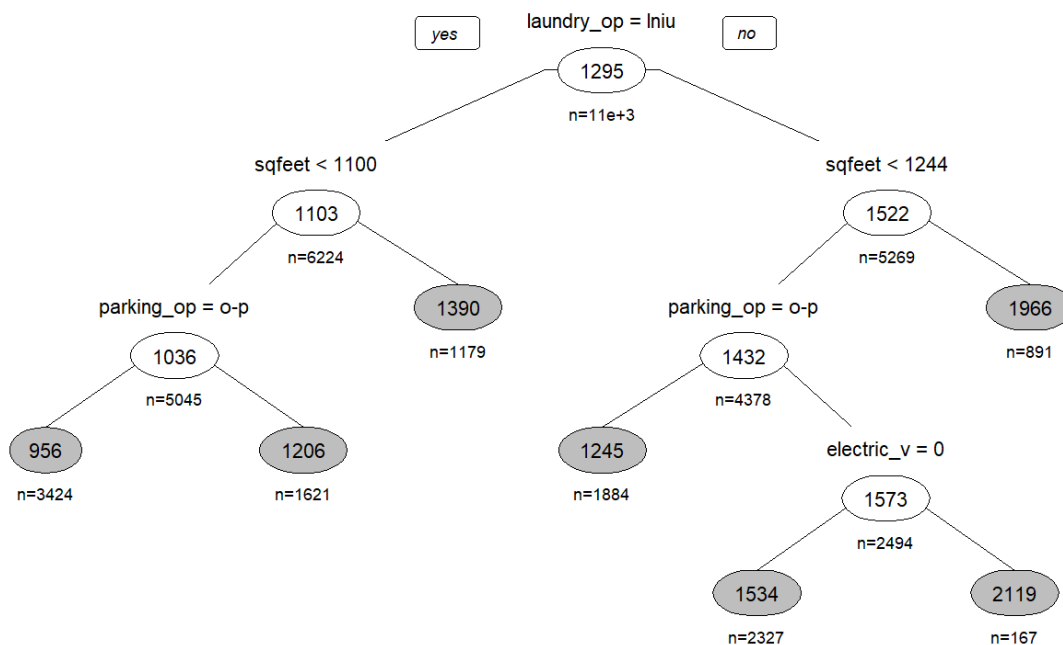 laundry_op = lniu
yes
no
1295
n=11e+3
sqfeet < 1100
sqfeet < 1244
1103
1522
n=6224
n=5269
parking_op = o-p
1390
parking_op = o-p
1966
n=1179
n=891
1036
1432
n=5045
n=4378
956
1206
1245
electric_v = 0
n=3424
n=1621
n=1884
1573
n=2494
1534
2119
n=2327
n=167